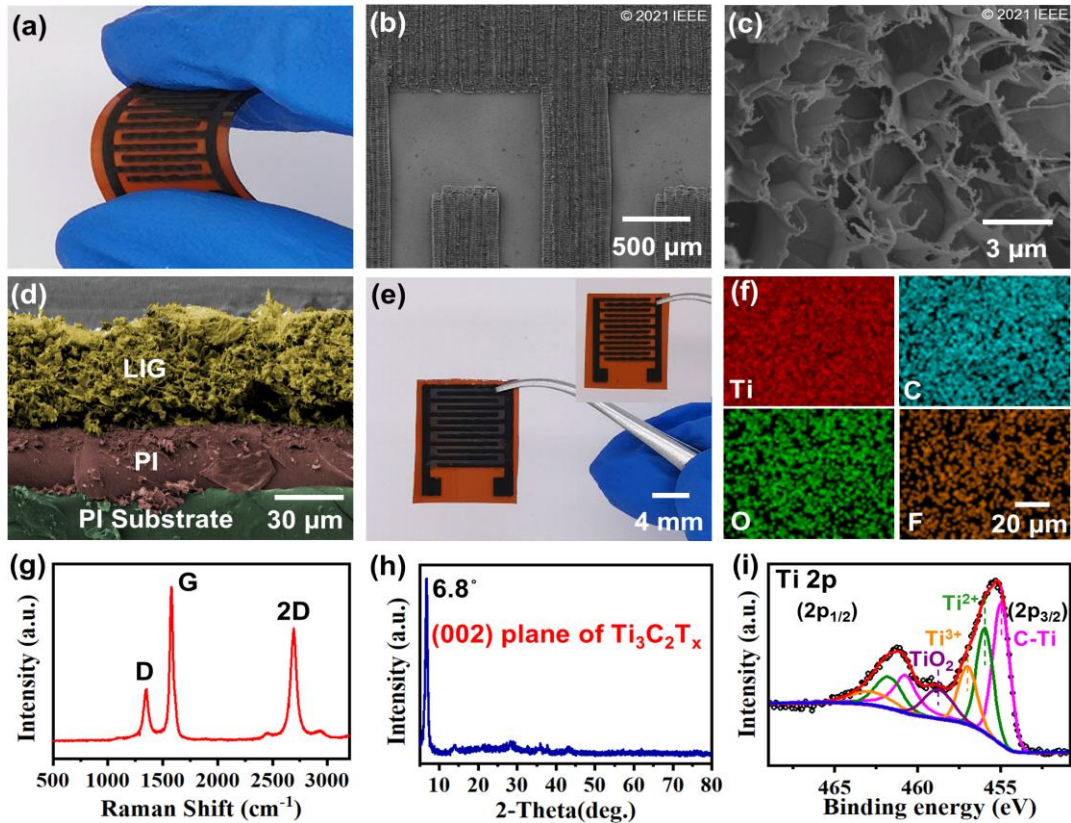 (a)
(b)
© 2021 IEEE
500 µm
(c)
© 2021 IEEE
3 µm
(d)
LIG
PI
PI Substrate
30 µm
(e)
4 mm
(f)
Ti
C
O
F
20 µm
(g)
Intensity (a.u.)
D
G
2D
500 1000 1500 2000 2500 3000
Raman Shift (cm⁻¹)
(h)
Intensity (a.u.)
6.8°
(002) plane of Ti₃C₂Tₓ
10 20 30 40 50 60 70 80
2-Theta(deg.)
(i)
Intensity (a.u.)
Ti 2p
(2p₁/₂)
Ti²⁺
(2p₃/₂)
Ti³⁺
C-Ti
TiO₂
465 460 455
Binding energy (eV)